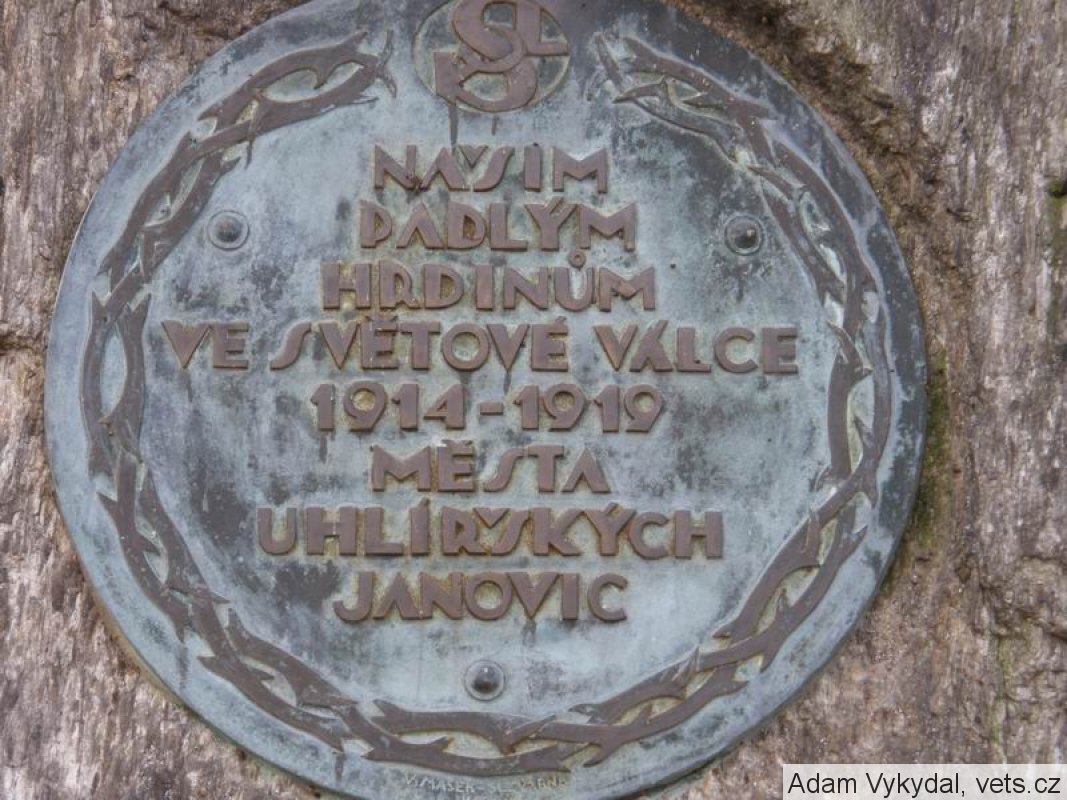 NAŠIM
PADLÝM
HRDINŮM
VE SVĚTOVÉ VÁLCE
1914-1919
MĚSTA
UHLÍŘSKÝCH
JANOVIC
Adam Vykydal, vets.cz